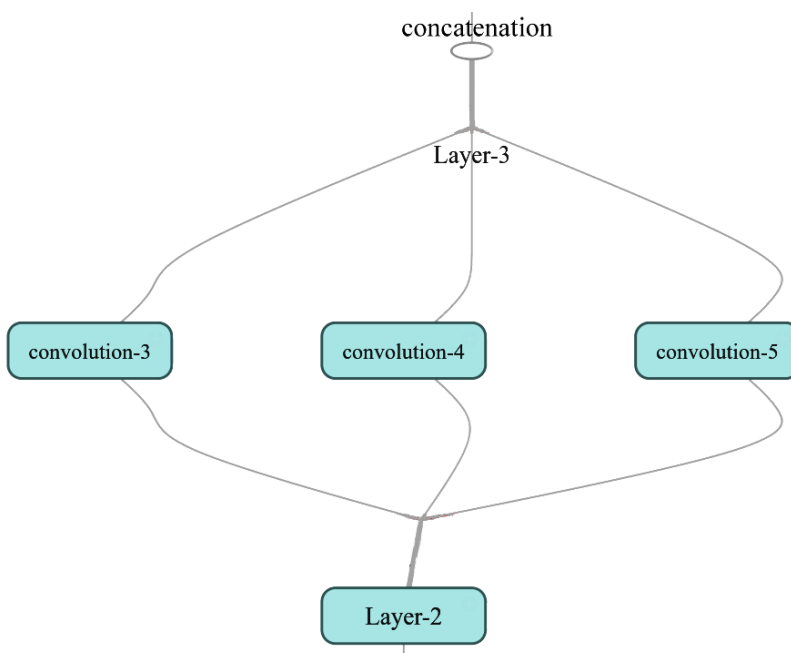 concatenation
Layer-3
convolution-3
convolution-4
convolution-5
Layer-2